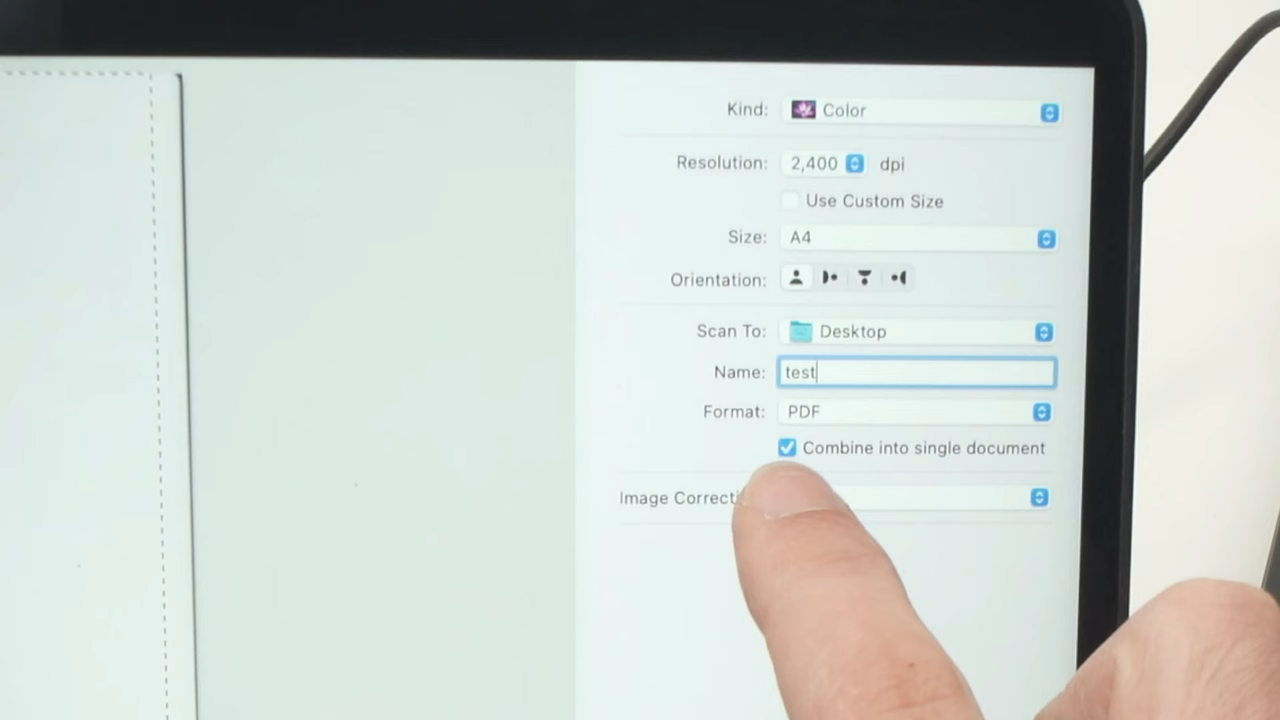 Kind: Color
Resolution: 2,400 dpi
Use Custom Size
Size: A4
Orientation:
Scan To: Desktop
Name: test
Format: PDF
Combine into single document
Image